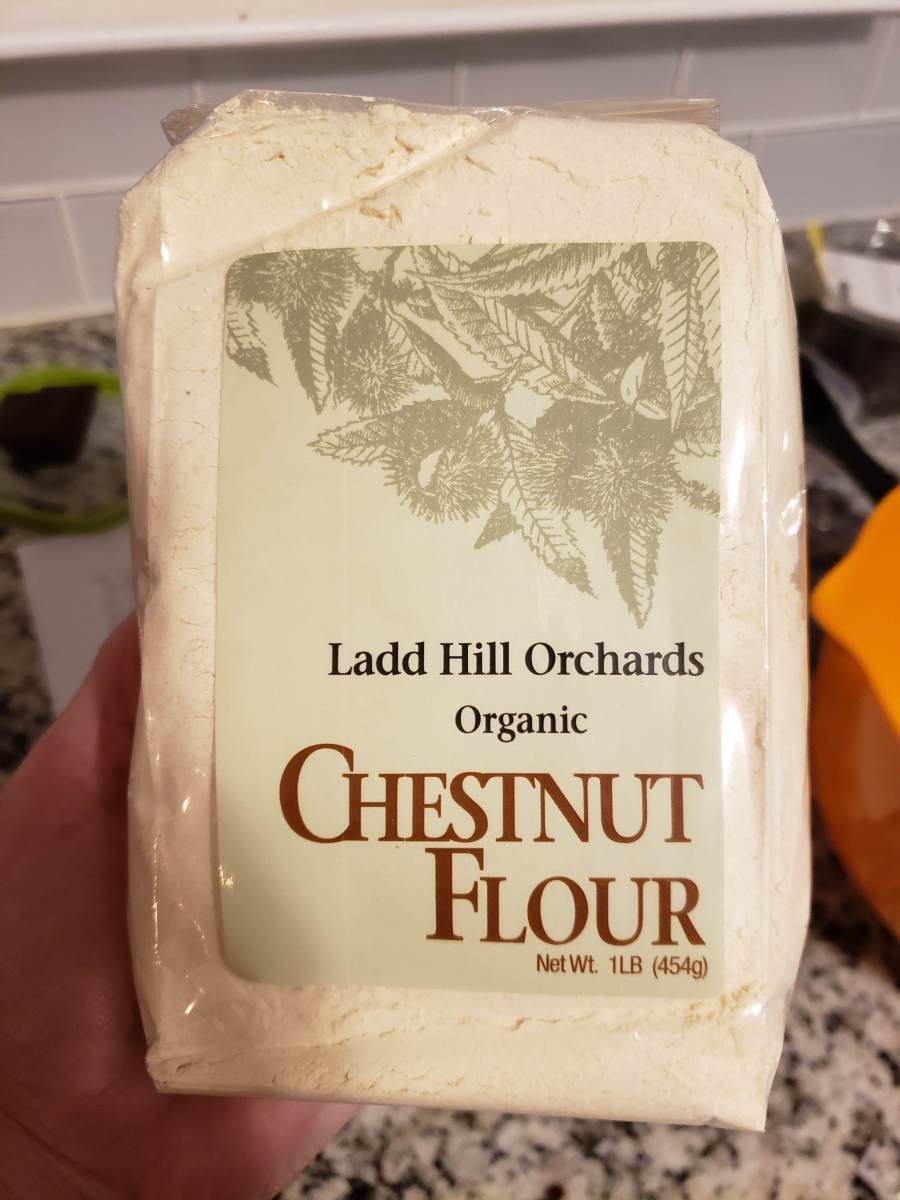 Ladd Hill Orchards
Organic
CHESTNUT
FLOUR
Net Wt. 1LB (454g)